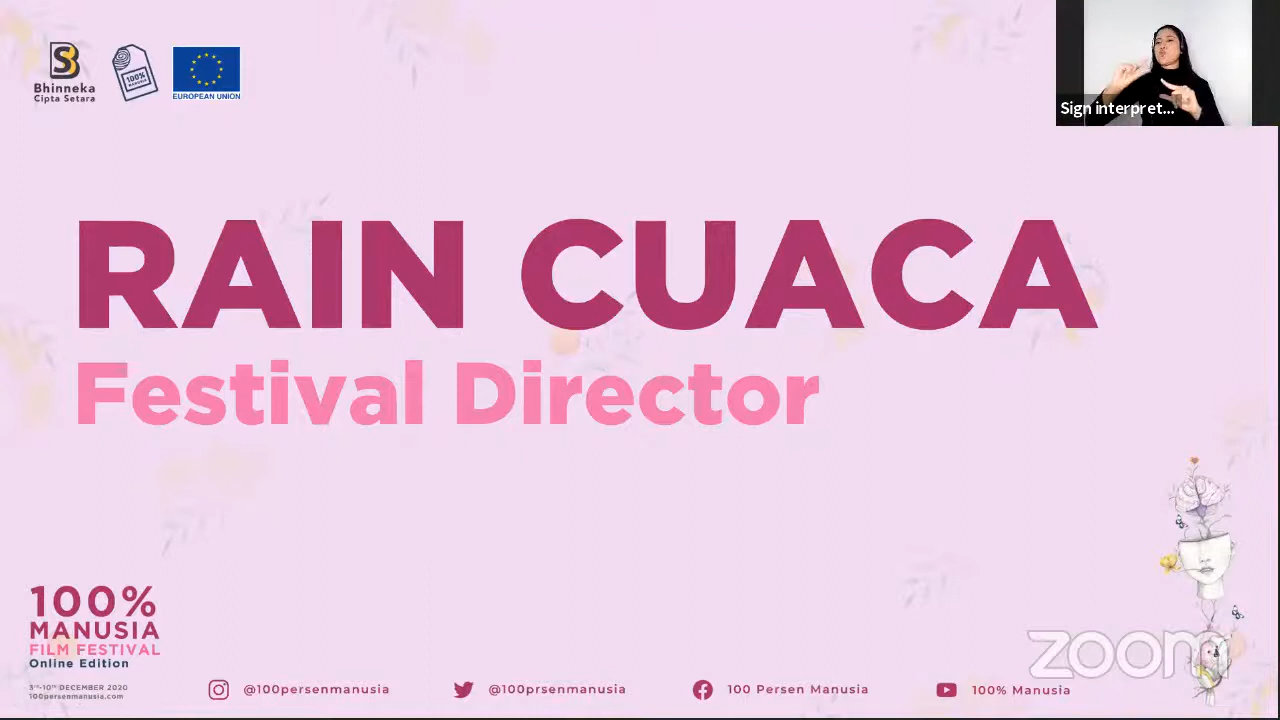 Bhinneka
Cipta Setara
100%
MANUSIA
EUROPEAN UNION
Sign interpret...
RAIN CUACA
Festival Director
100%
MANUSIA
FILM FESTIVAL
Online Edition
3rd-10th DECEMBER 2020
100persenmanusia.com
@100persenmanusia
@100prsenmanusia
100 Persen Manusia
100% Manusia
zoom